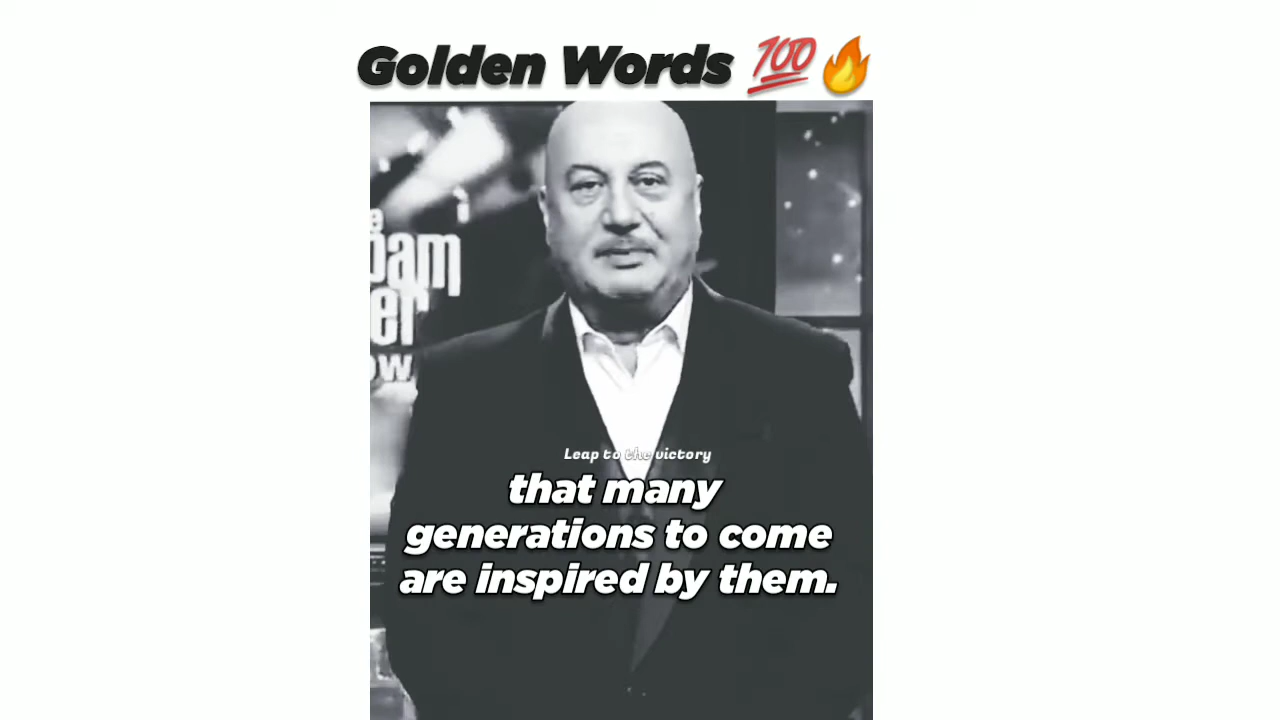 Golden Words 💯🔥
Leap to the victory
that many
generations to come
are inspired by them.